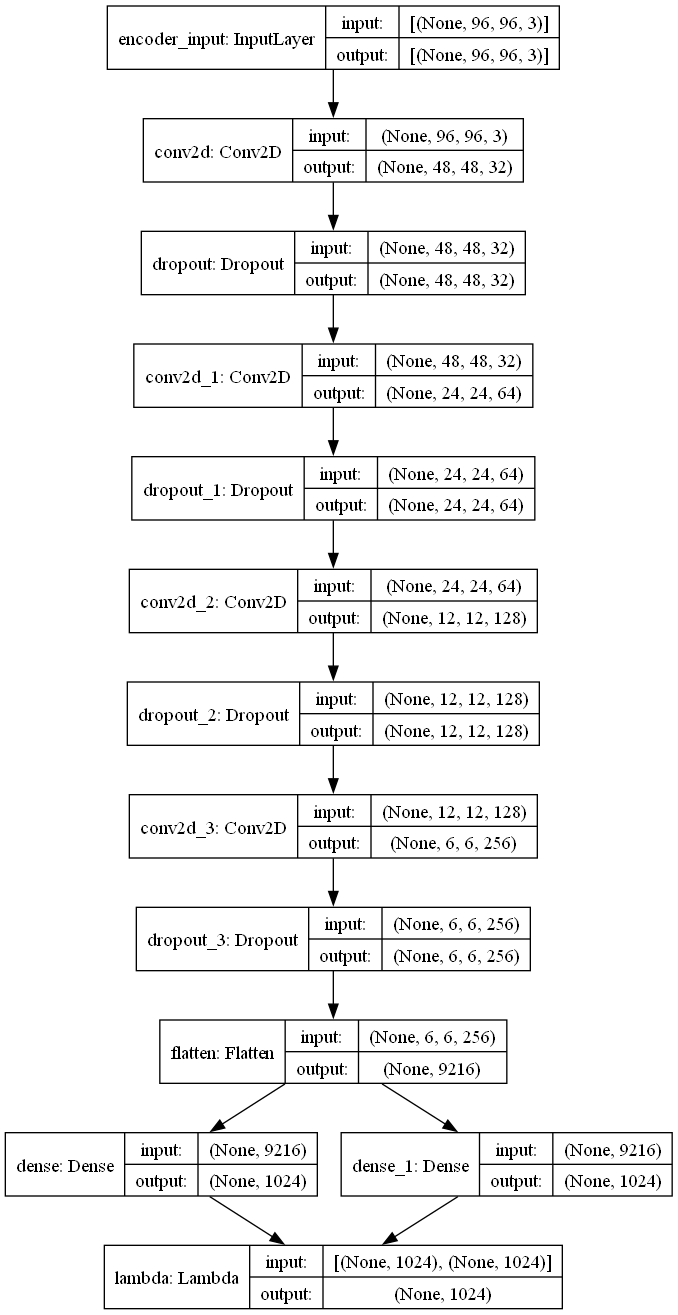 encoder_input: InputLayer
input: [(None, 96, 96, 3)]
output: [(None, 96, 96, 3)]
conv2d: Conv2D
input: (None, 96, 96, 3)
output: (None, 48, 48, 32)
dropout: Dropout
input: (None, 48, 48, 32)
output: (None, 48, 48, 32)
conv2d_1: Conv2D
input: (None, 48, 48, 32)
output: (None, 24, 24, 64)
dropout_1: Dropout
input: (None, 24, 24, 64)
output: (None, 24, 24, 64)
conv2d_2: Conv2D
input: (None, 24, 24, 64)
output: (None, 12, 12, 128)
dropout_2: Dropout
input: (None, 12, 12, 128)
output: (None, 12, 12, 128)
conv2d_3: Conv2D
input: (None, 12, 12, 128)
output: (None, 6, 6, 256)
dropout_3: Dropout
input: (None, 6, 6, 256)
output: (None, 6, 6, 256)
flatten: Flatten
input: (None, 6, 6, 256)
output: (None, 9216)
dense: Dense
input: (None, 9216)
output: (None, 1024)
dense_1: Dense
input: (None, 9216)
output: (None, 1024)
lambda: Lambda
input: [(None, 1024), (None, 1024)]
output: (None, 1024)